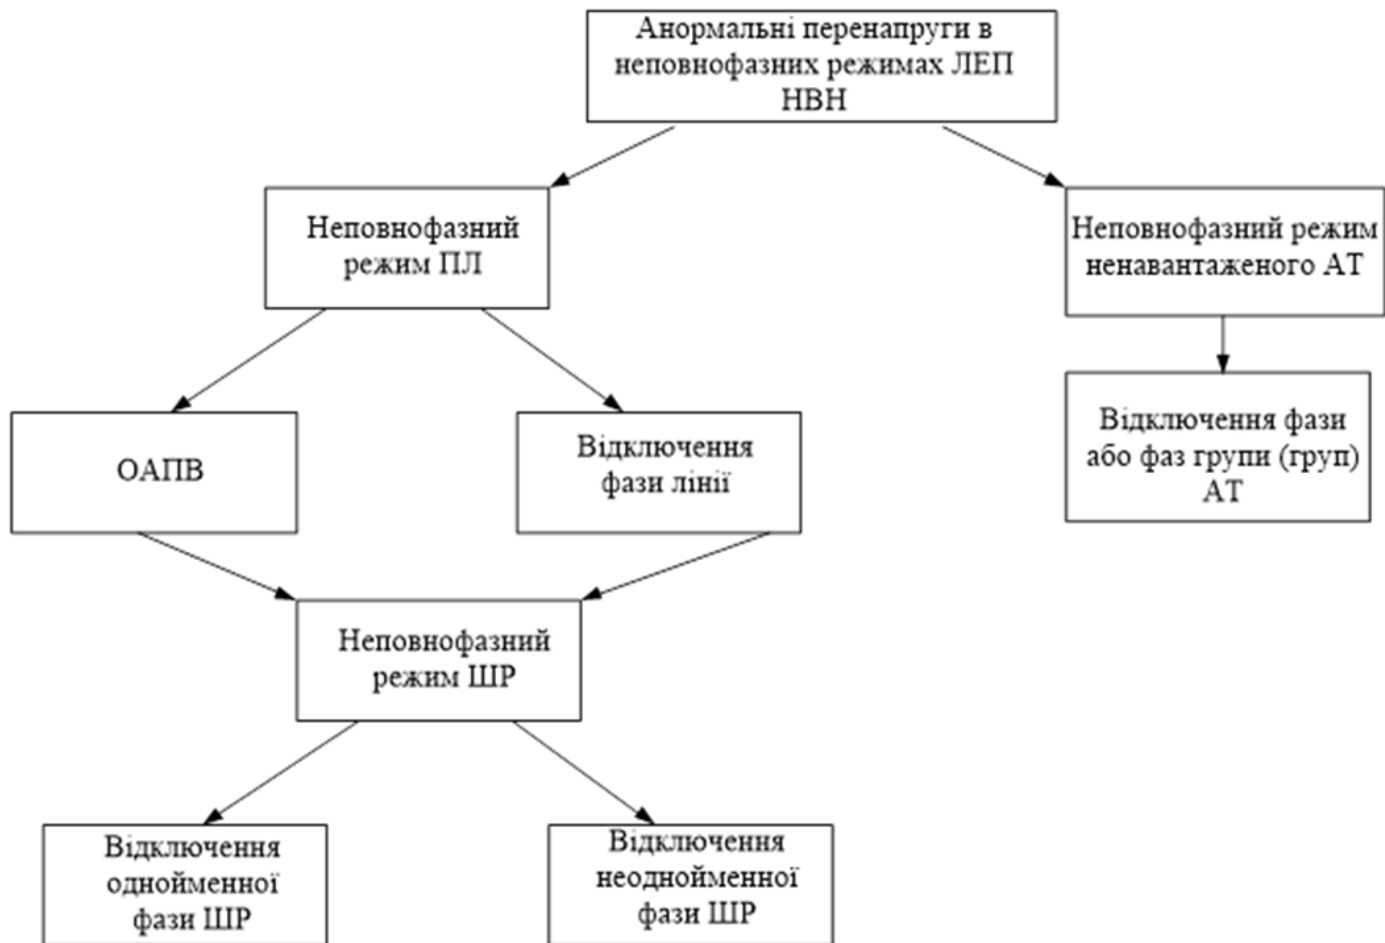 Анормальні перенапруги в
неповнофазних режимах ЛЕП
НВН
Неповнофазний
режим ПЛ
Неповнофазний режим
ненавантаженого АТ
ОАПВ
Відключення
фази лінії
Відключення фази
або фаз групи (груп)
АТ
Неповнофазний
режим ШР
Відключення
однойменної
фази ШР
Відключення
неоднойменної
фази ШР